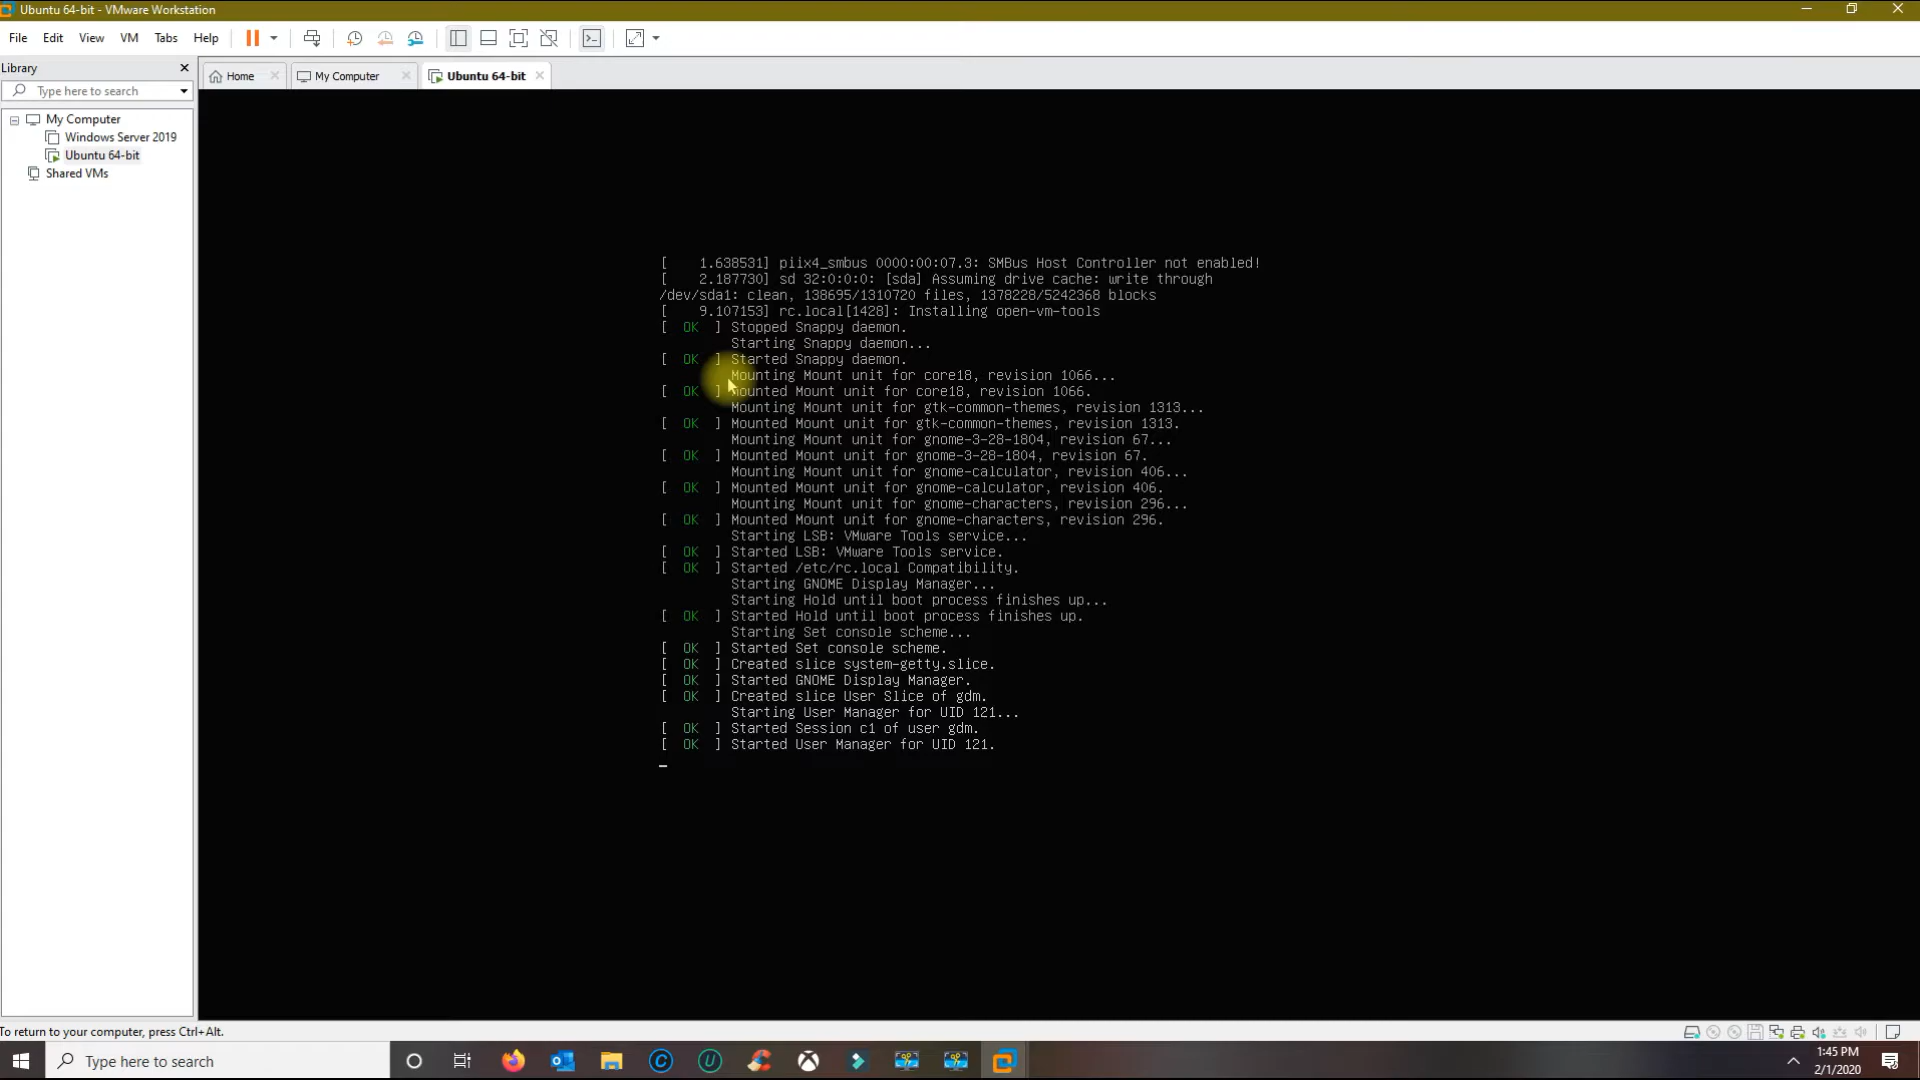 Ubuntu 64-bit - VMware Workstation
File Edit View VM Tabs Help
Library
Home
My Computer
Ubuntu 64-bit
Type here to search
My Computer
Windows Server 2019
Ubuntu 64-bit
Shared VMs
[    1.638531] piix4_smbus 0000:00:07.3: SMBus Host Controller not enabled!
[    2.187730] sd 32:0:0:0: [sda] Assuming drive cache: write through
/dev/sda1: clean, 138695/1310720 files, 1378228/5242368 blocks
[    9.107153] rc.local[1428]: Installing open-vm-tools
[  OK  ] Stopped Snappy daemon.
Starting Snappy daemon...
[  OK  ] Started Snappy daemon.
Mounting Mount unit for core18, revision 1066...
[  OK  ] Mounted Mount unit for core18, revision 1066.
Mounting Mount unit for gtk-common-themes, revision 1313...
[  OK  ] Mounted Mount unit for gtk-common-themes, revision 1313.
Mounting Mount unit for gnome-3-28-1804, revision 67...
[  OK  ] Mounted Mount unit for gnome-3-28-1804, revision 67.
Mounting Mount unit for gnome-calculator, revision 406...
[  OK  ] Mounted Mount unit for gnome-calculator, revision 406.
Mounting Mount unit for gnome-characters, revision 296...
[  OK  ] Mounted Mount unit for gnome-characters, revision 296.
Starting LSB: VMware Tools service...
[  OK  ] Started LSB: VMware Tools service.
[  OK  ] Started /etc/rc.local Compatibility.
Starting GNOME Display Manager...
Starting Hold until boot process finishes up...
[  OK  ] Started Hold until boot process finishes up.
Starting Set console scheme...
[  OK  ] Started Set console scheme.
[  OK  ] Created slice system-getty.slice.
[  OK  ] Started GNOME Display Manager.
[  OK  ] Created slice User Slice of gdm.
Starting User Manager for UID 121...
[  OK  ] Started Session c1 of user gdm.
[  OK  ] Started User Manager for UID 121.
_
To return to your computer, press Ctrl+Alt.
Type here to search
1:45 PM
2/1/2020